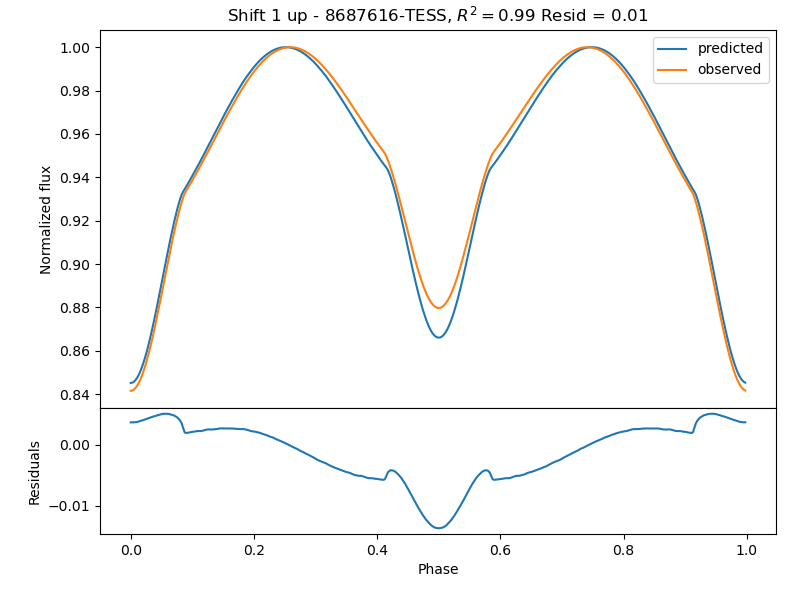 Shift 1 up - 8687616-TESS, R² = 0.99 Resid = 0.01
predicted
observed
Normalized flux
1.00
0.98
0.96
0.94
0.92
0.90
0.88
0.86
0.84
Residuals
0.00
−0.01
0.0 0.2 0.4 0.6 0.8 1.0
Phase